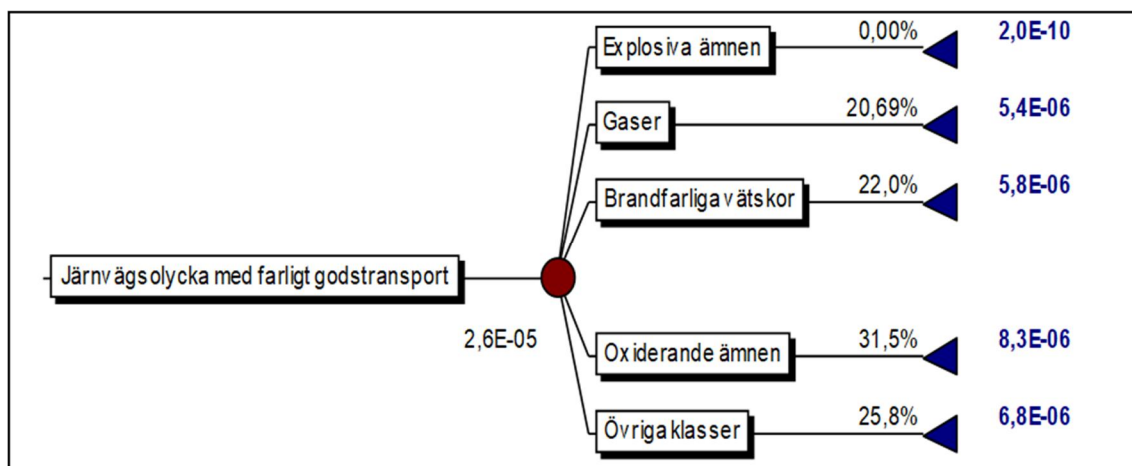 Explosiva ämnen 0,00% 2,0E-10
Gaser 20,69% 5,4E-06
Brandfarliga vätskor 22,0% 5,8E-06
Järnvägsolycka med farligt godstransport
2,6E-05
Oxiderande ämnen 31,5% 8,3E-06
Övriga klasser 25,8% 6,8E-06